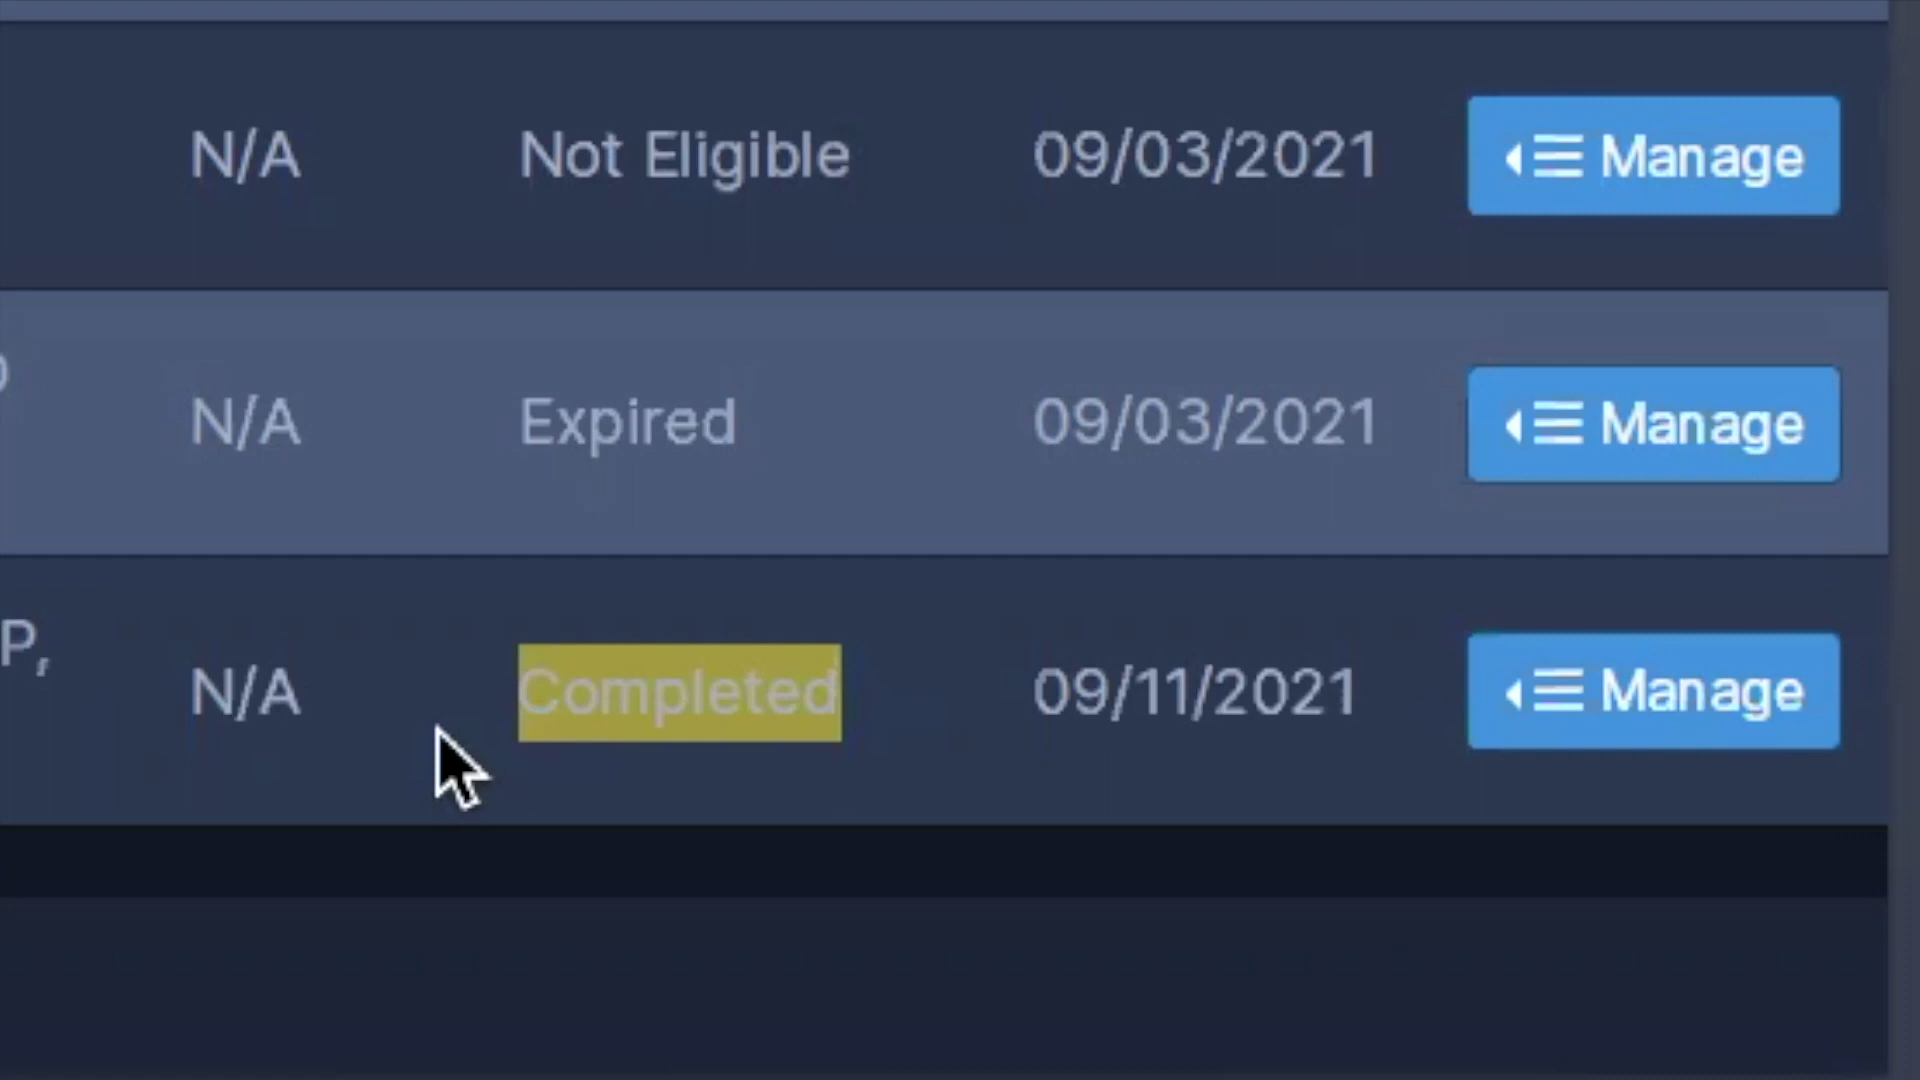 N/A Not Eligible 09/03/2021 Manage
N/A Expired 09/03/2021 Manage
P,
N/A Completed 09/11/2021 Manage